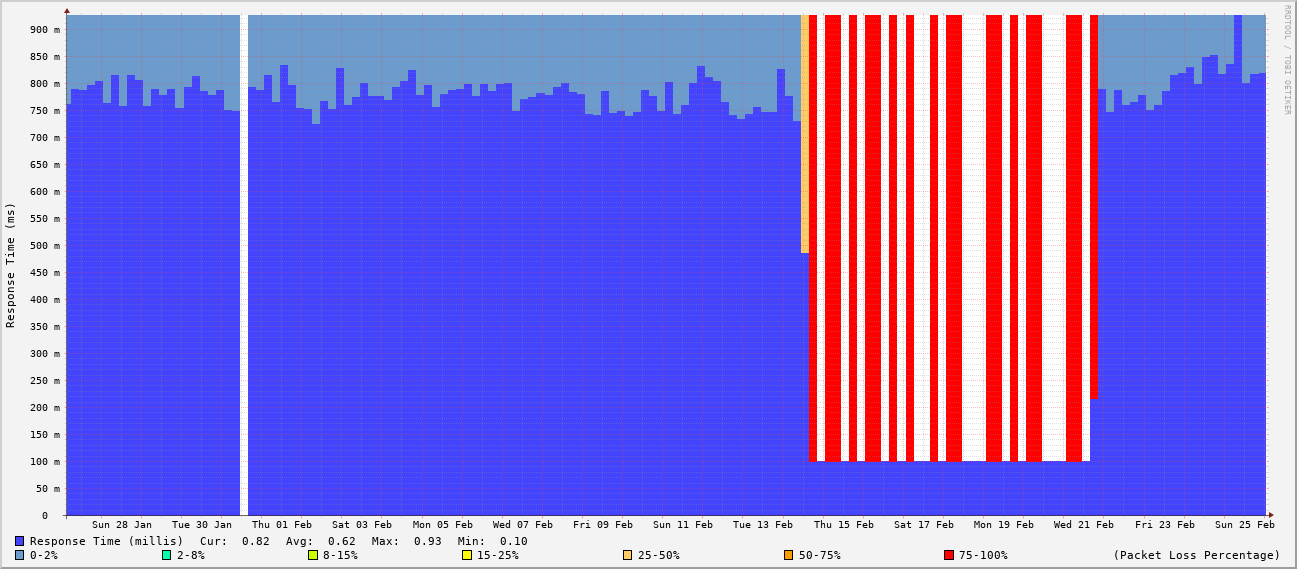 RRDTOOL / TOBI OETIKER
Response Time (ms)
900 m
850 m
800 m
750 m
700 m
650 m
600 m
550 m
500 m
450 m
400 m
350 m
300 m
250 m
200 m
150 m
100 m
50 m
0
Sun 28 Jan Tue 30 Jan Thu 01 Feb Sat 03 Feb Mon 05 Feb Wed 07 Feb Fri 09 Feb Sun 11 Feb Tue 13 Feb Thu 15 Feb Sat 17 Feb Mon 19 Feb Wed 21 Feb Fri 23 Feb Sun 25 Feb
Response Time (millis) Cur: 0.82 Avg: 0.62 Max: 0.93 Min: 0.10
0-2% 2-8% 8-15% 15-25% 25-50% 50-75% 75-100% (Packet Loss Percentage)